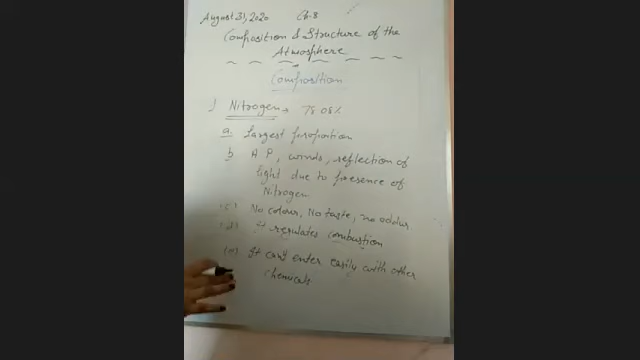 August 31, 2020 Ch-8
Composition & Structure of the
Atmosphere
Composition
1) Nitrogen → 78.08%
a. Largest proportion
b A P, winds, reflection of
light due to presence of
Nitrogen.
(c) No colour, No taste, no odour
(d) It regulates combustion
(e) It can't enter easily with other
chemicals.